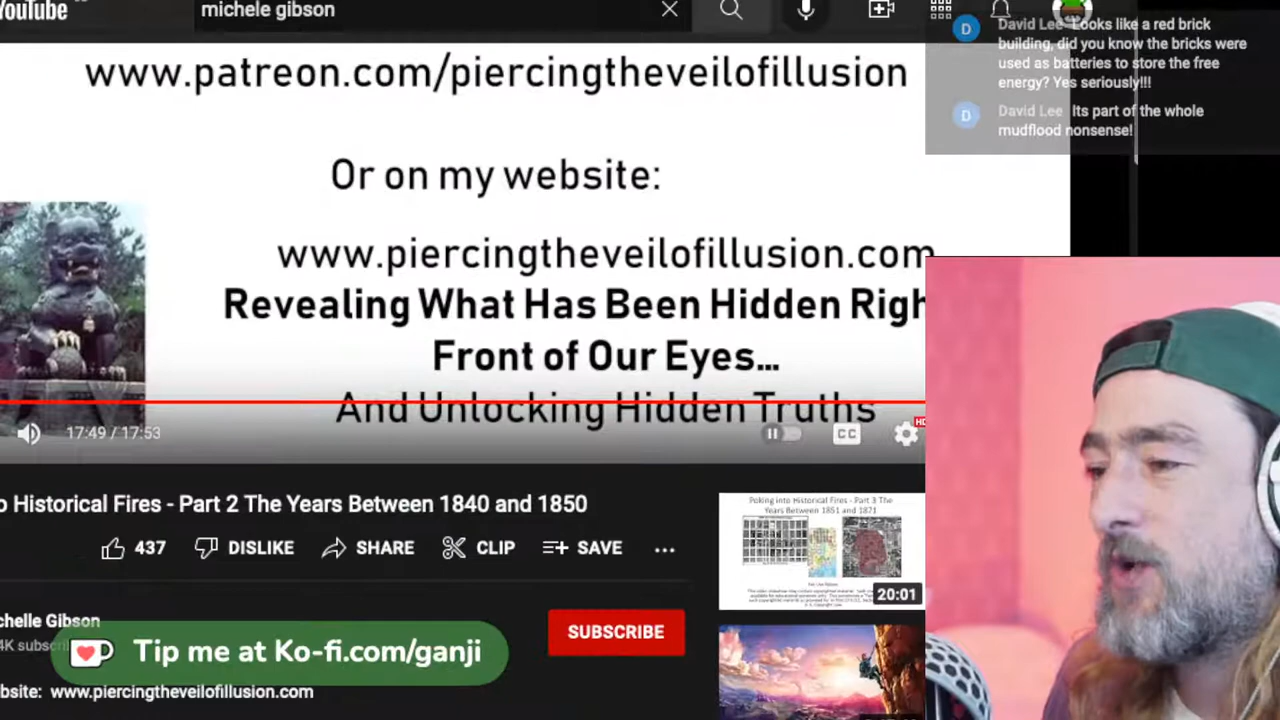 YouTube
michele gibson
David Lee Looks like a red brick
building, did you know the bricks were
used as batteries to store the free
energy? Yes seriously!!!
David Lee Its part of the whole
mudflood nonsense!
D
D
www.patreon.com/piercingtheveilofillusion
Or on my website:
www.piercingtheveilofillusion.com
Revealing What Has Been Hidden Righ
Front of Our Eyes...
And Unlocking Hidden Truths
17:49 / 17:53
CC
HD
o Historical Fires - Part 2 The Years Between 1840 and 1850
437 DISLIKE SHARE CLIP SAVE ...
Poking into Historical Fires - Part 3 The
Years Between 1851 and 1871
20:01
chelle Gibson
4K subscri
SUBSCRIBE
Tip me at Ko-fi.com/ganji
bsite: www.piercingtheveilofillusion.com